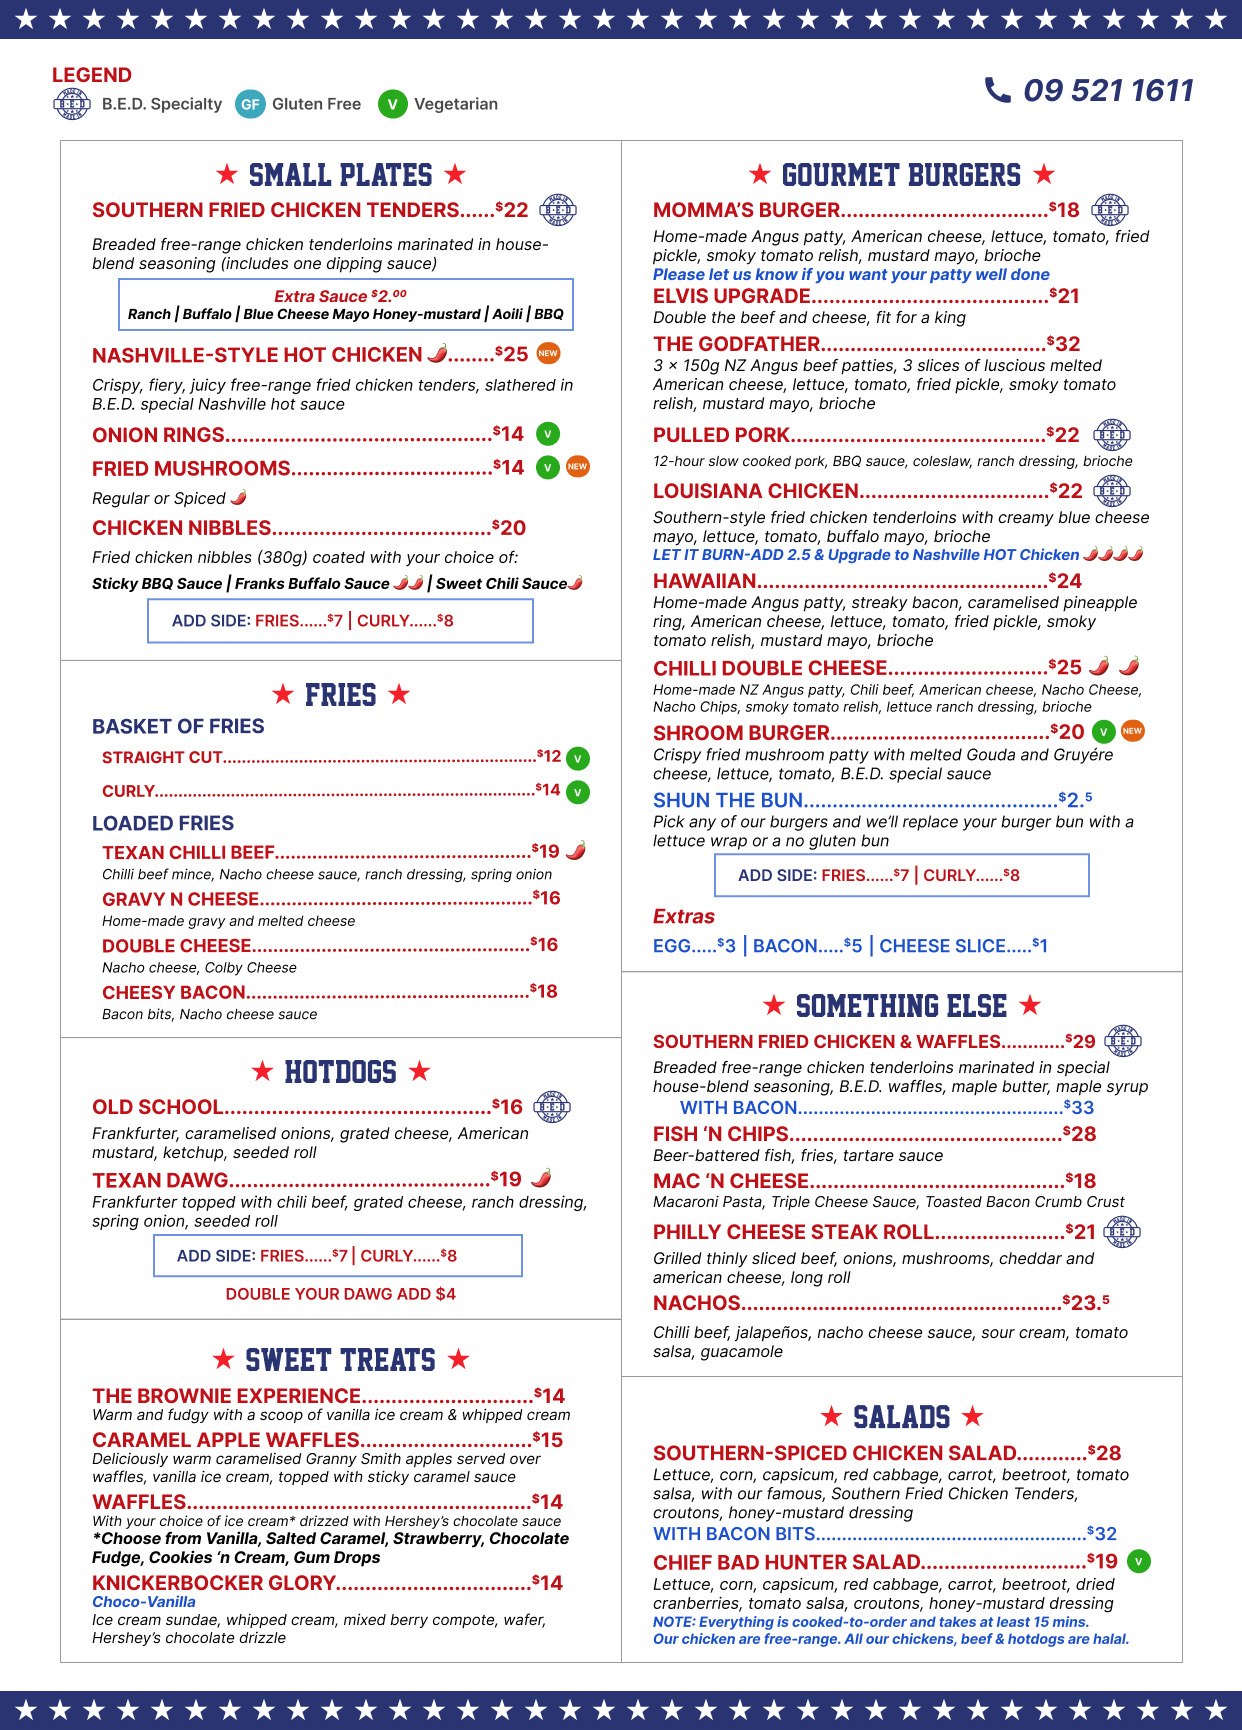 LEGEND
B.E.D. Specialty GF Gluten Free V Vegetarian
09 521 1611
SMALL PLATES
SOUTHERN FRIED CHICKEN TENDERS......$22 B·E·D
Breaded free-range chicken tenderloins marinated in house-
blend seasoning (includes one dipping sauce)
Extra Sauce $2.00
Ranch | Buffalo | Blue Cheese Mayo Honey-mustard | Aoili | BBQ
NASHVILLE-STYLE HOT CHICKEN 🌶........$25 NEW
Crispy, fiery, juicy free-range fried chicken tenders, slathered in
B.E.D. special Nashville hot sauce
ONION RINGS..........................................$14 V
FRIED MUSHROOMS................................$14 V NEW
Regular or Spiced 🌶
CHICKEN NIBBLES...................................$20
Fried chicken nibbles (380g) coated with your choice of:
Sticky BBQ Sauce | Franks Buffalo Sauce 🌶🌶 | Sweet Chili Sauce🌶
ADD SIDE: FRIES......$7 | CURLY......$8
FRIES
BASKET OF FRIES
STRAIGHT CUT..........................................................................$12 V
CURLY..........................................................................................$14 V
LOADED FRIES
TEXAN CHILLI BEEF..............................................$19 🌶
Chilli beef mince, Nacho cheese sauce, ranch dressing, spring onion
GRAVY N CHEESE.................................................$16
Home-made gravy and melted cheese
DOUBLE CHEESE..................................................$16
Nacho cheese, Colby Cheese
CHEESY BACON...................................................$18
Bacon bits, Nacho cheese sauce
HOTDOGS
OLD SCHOOL..........................................$16 B·E·D
Frankfurter, caramelised onions, grated cheese, American
mustard, ketchup, seeded roll
TEXAN DAWG.........................................$19 🌶
Frankfurter topped with chili beef, grated cheese, ranch dressing,
spring onion, seeded roll
ADD SIDE: FRIES......$7 | CURLY......$8
DOUBLE YOUR DAWG ADD $4
SWEET TREATS
THE BROWNIE EXPERIENCE...........................$14
Warm and fudgy with a scoop of vanilla ice cream & whipped cream
CARAMEL APPLE WAFFLES...........................$15
Deliciously warm caramelised Granny Smith apples served over
waffles, vanilla ice cream, topped with sticky caramel sauce
WAFFLES......................................................$14
With your choice of ice cream* drizzed with Hershey's chocolate sauce
*Choose from Vanilla, Salted Caramel, Strawberry, Chocolate
Fudge, Cookies ‘n Cream, Gum Drops
KNICKERBOCKER GLORY...............................$14
Choco-Vanilla
Ice cream sundae, whipped cream, mixed berry compote, wafer,
Hershey's chocolate drizzle
GOURMET BURGERS
MOMMA'S BURGER.................................$18 B·E·D
Home-made Angus patty, American cheese, lettuce, tomato, fried
pickle, smoky tomato relish, mustard mayo, brioche
Please let us know if you want your patty well done
ELVIS UPGRADE......................................$21
Double the beef and cheese, fit for a king
THE GODFATHER....................................$32
3 × 150g NZ Angus beef patties, 3 slices of luscious melted
American cheese, lettuce, tomato, fried pickle, smoky tomato
relish, mustard mayo, brioche
PULLED PORK.........................................$22 B·E·D
12-hour slow cooked pork, BBQ sauce, coleslaw, ranch dressing, brioche
LOUISIANA CHICKEN..............................$22 B·E·D
Southern-style fried chicken tenderloins with creamy blue cheese
mayo, lettuce, tomato, buffalo mayo, brioche
LET IT BURN-ADD 2.5 & Upgrade to Nashville HOT Chicken 🌶🌶🌶🌶
HAWAIIAN..............................................$24
Home-made Angus patty, streaky bacon, caramelised pineapple
ring, American cheese, lettuce, tomato, fried pickle, smoky
tomato relish, mustard mayo, brioche
CHILLI DOUBLE CHEESE.........................$25 🌶 🌶
Home-made NZ Angus patty, Chili beef, American cheese, Nacho Cheese,
Nacho Chips, smoky tomato relish, lettuce ranch dressing, brioche
SHROOM BURGER...................................$20 V NEW
Crispy fried mushroom patty with melted Gouda and Gruyére
cheese, lettuce, tomato, B.E.D. special sauce
SHUN THE BUN........................................$2.5
Pick any of our burgers and we'll replace your burger bun with a
lettuce wrap or a no gluten bun
ADD SIDE: FRIES......$7 | CURLY......$8
Extras
EGG.....$3 | BACON.....$5 | CHEESE SLICE.....$1
SOMETHING ELSE
SOUTHERN FRIED CHICKEN & WAFFLES............$29 B·E·D
Breaded free-range chicken tenderloins marinated in special
house-blend seasoning, B.E.D. waffles, maple butter, maple syrup
WITH BACON..............................................$33
FISH ‘N CHIPS...........................................$28
Beer-battered fish, fries, tartare sauce
MAC ‘N CHEESE........................................$18
Macaroni Pasta, Triple Cheese Sauce, Toasted Bacon Crumb Crust
PHILLY CHEESE STEAK ROLL.....................$21 B·E·D
Grilled thinly sliced beef, onions, mushrooms, cheddar and
american cheese, long roll
NACHOS...................................................$23.5
Chilli beef, jalapeños, nacho cheese sauce, sour cream, tomato
salsa, guacamole
SALADS
SOUTHERN-SPICED CHICKEN SALAD...........$28
Lettuce, corn, capsicum, red cabbage, carrot, beetroot, tomato
salsa, with our famous, Southern Fried Chicken Tenders,
croutons, honey-mustard dressing
WITH BACON BITS...............................................$32
CHIEF BAD HUNTER SALAD..........................$19 V
Lettuce, corn, capsicum, red cabbage, carrot, beetroot, dried
cranberries, tomato salsa, croutons, honey-mustard dressing
NOTE: Everything is cooked-to-order and takes at least 15 mins.
Our chicken are free-range. All our chickens, beef & hotdogs are halal.